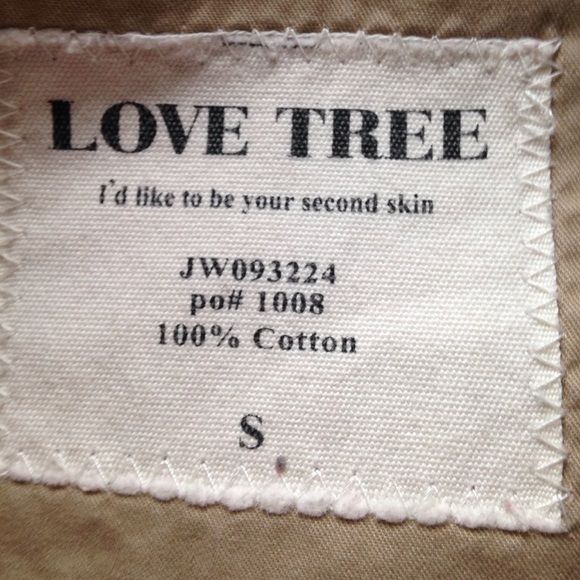 LOVE TREE
I'd like to be your second skin
JW093224
po# 1008
100% Cotton
S